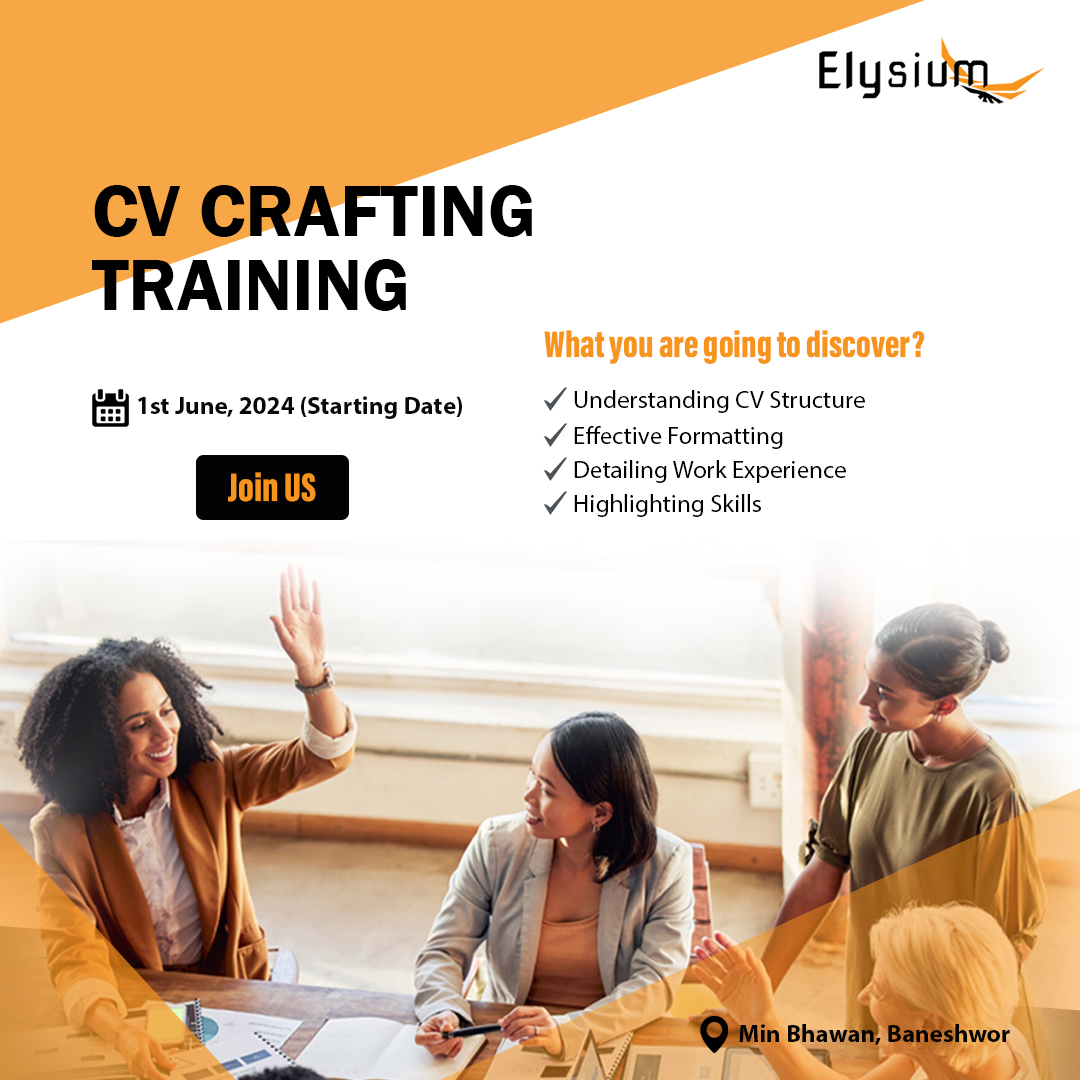 Elysium
CV CRAFTING
TRAINING
1st June, 2024 (Starting Date)
Join US
What you are going to discover?
Understanding CV Structure
Effective Formatting
Detailing Work Experience
Highlighting Skills
Min Bhawan, Baneshwor